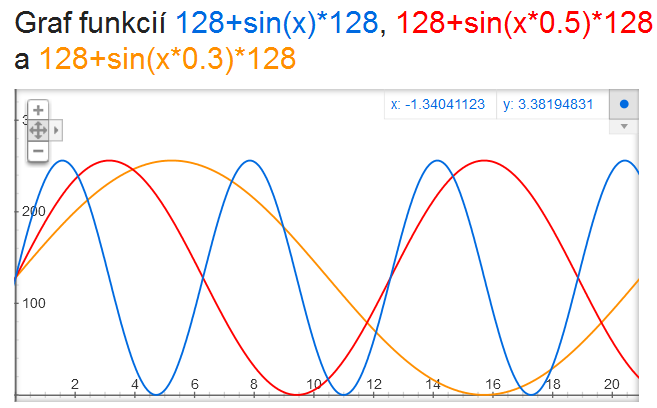 Graf funkcií 128+sin(x)*128, 128+sin(x*0.5)*128
a 128+sin(x*0.3)*128
x: -1.34041123 y: 3.38194831
200
100
2 4 6 8 10 12 14 16 18 20